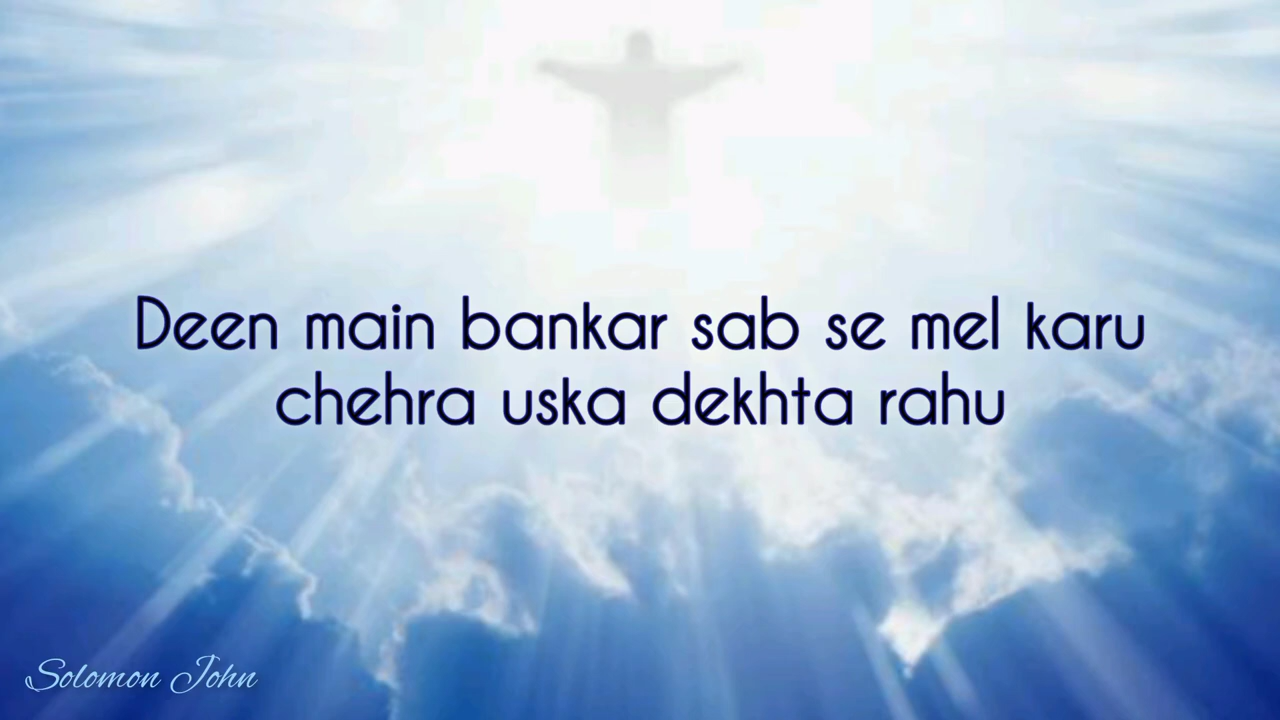 Deen main bankar sab se mel karu
chehra uska dekhta rahu
Solomon John